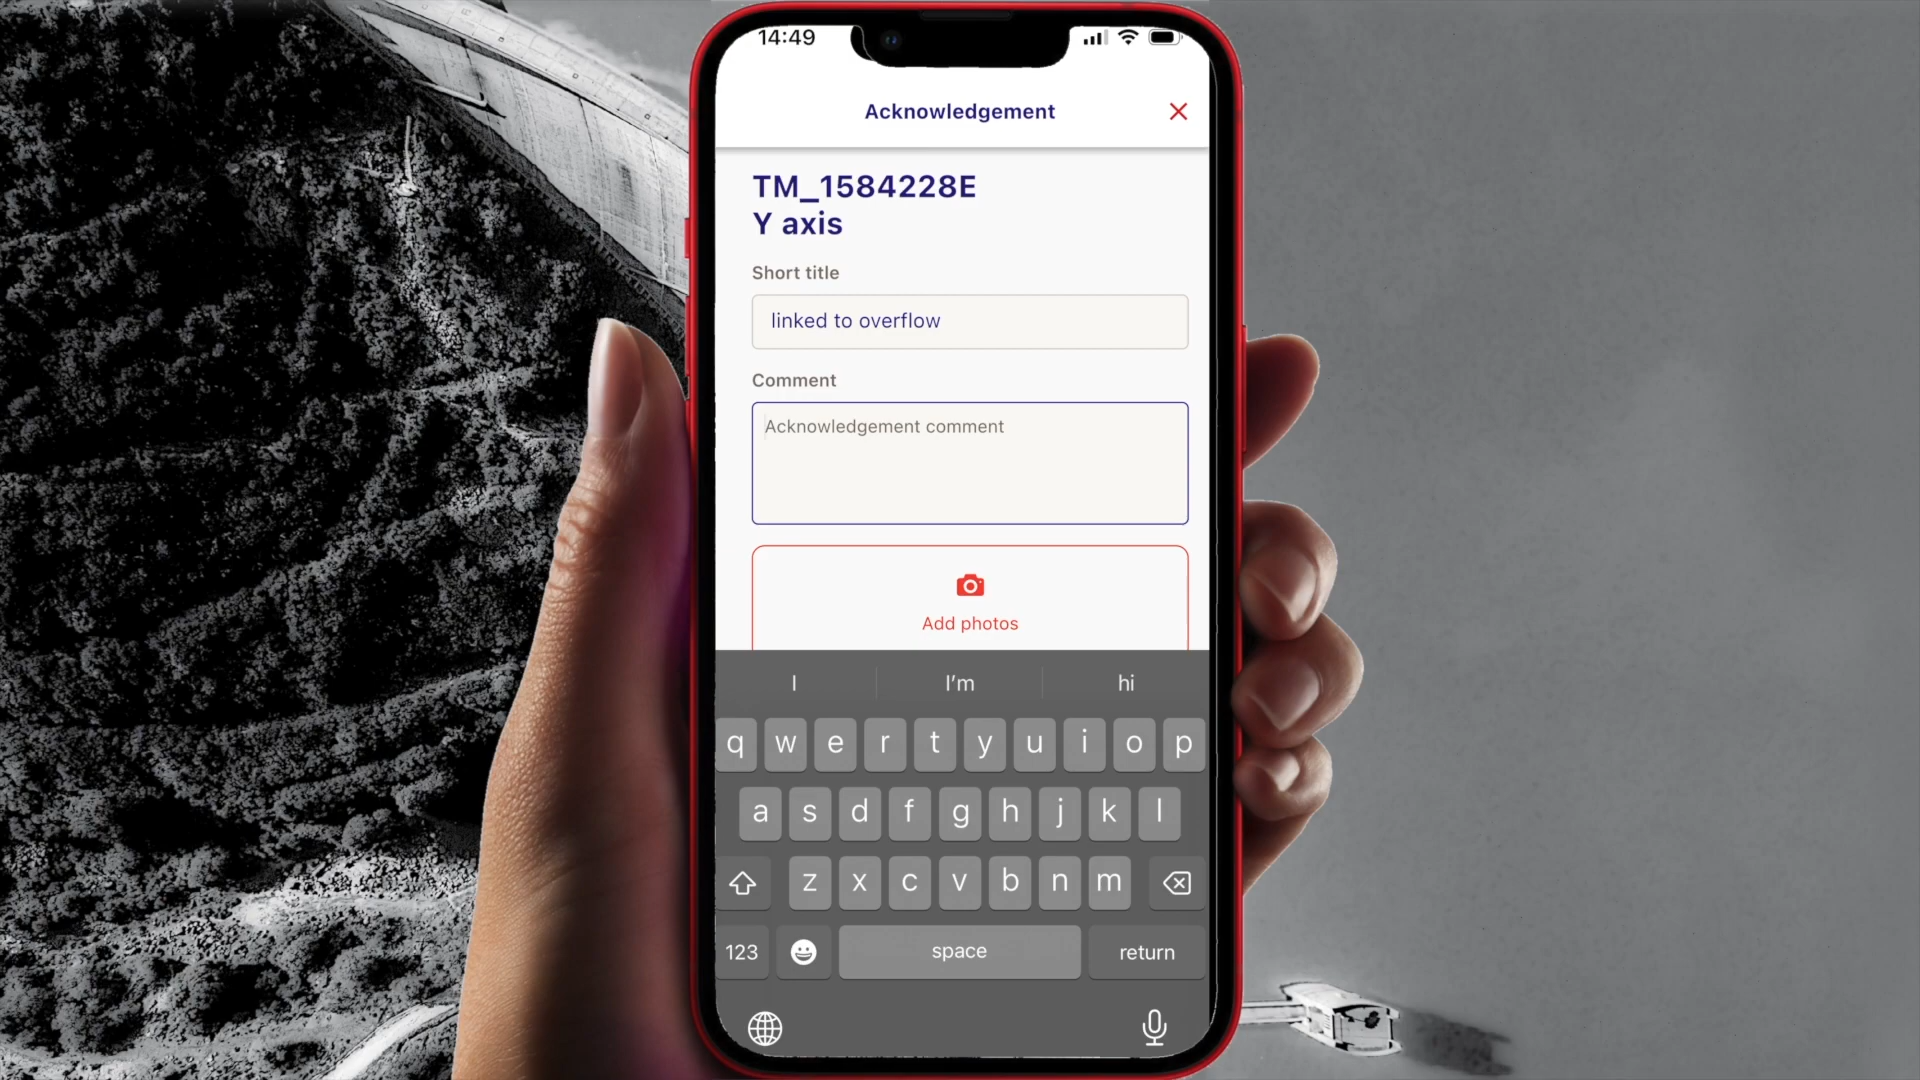 14:49
Acknowledgement
TM_1584228E
Y axis
Short title
linked to overflow
Comment
Acknowledgement comment
Add photos
I I'm hi
q w e r t y u i o p
a s d f g h j k l
z x c v b n m
123 space return